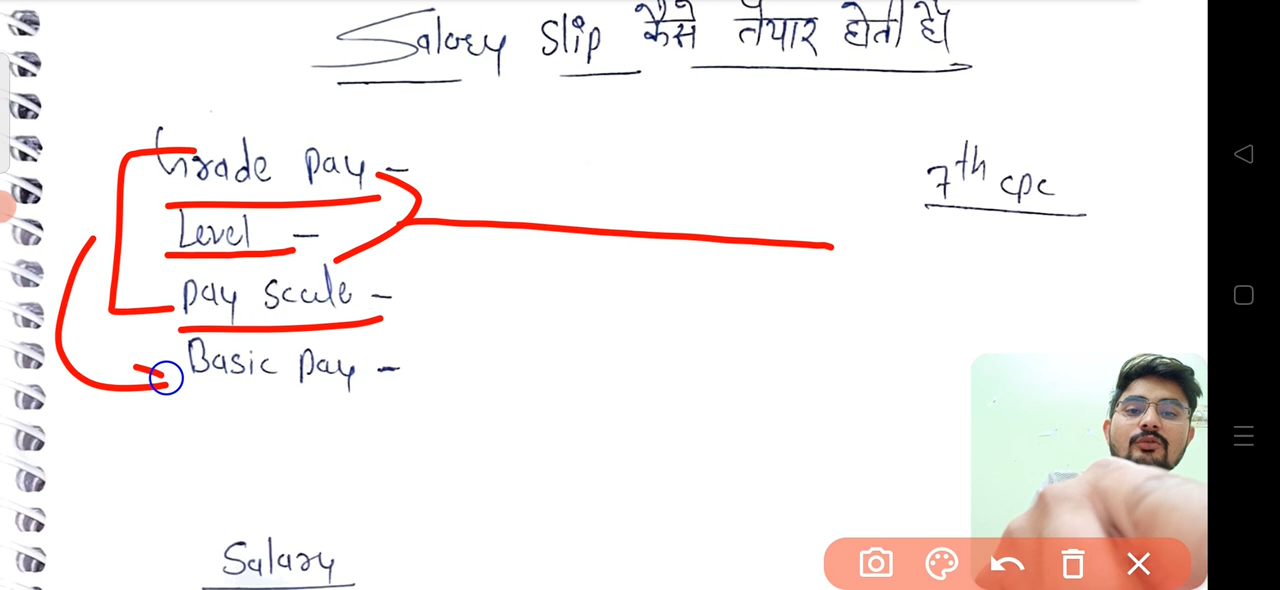 Salary Slip कैसे तैयार होती है।
Grade Pay -
7th cpc
Level -
Pay scale -
Basic Pay -
Salary